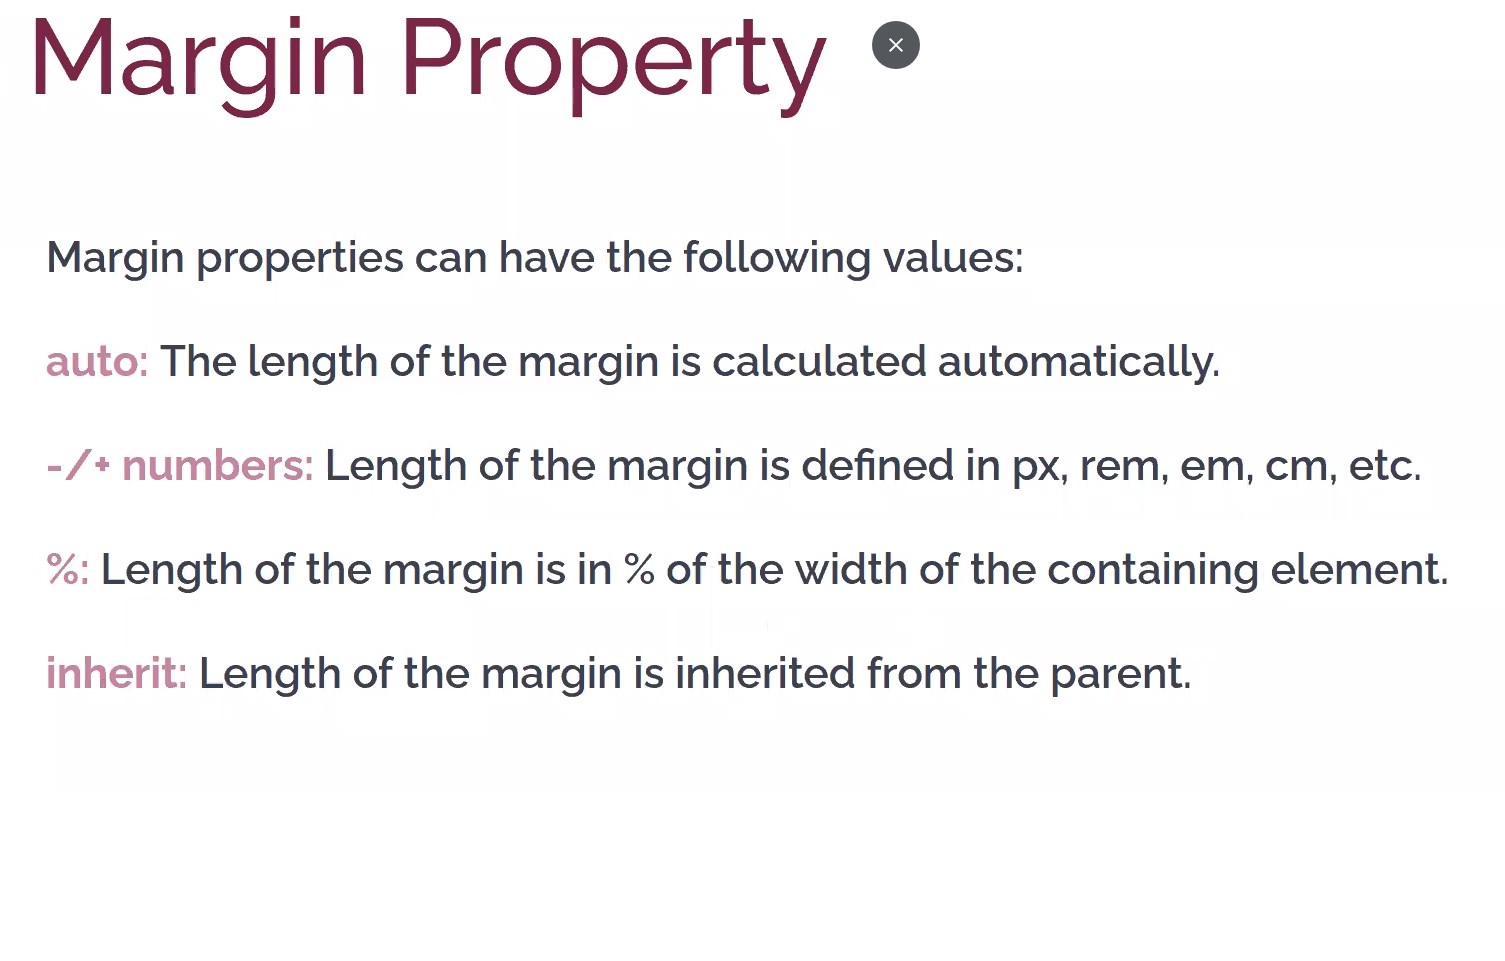 Margin Property
Margin properties can have the following values:
auto: The length of the margin is calculated automatically.
-/+ numbers: Length of the margin is defined in px, rem, em, cm, etc.
%: Length of the margin is in % of the width of the containing element.
inherit: Length of the margin is inherited from the parent.